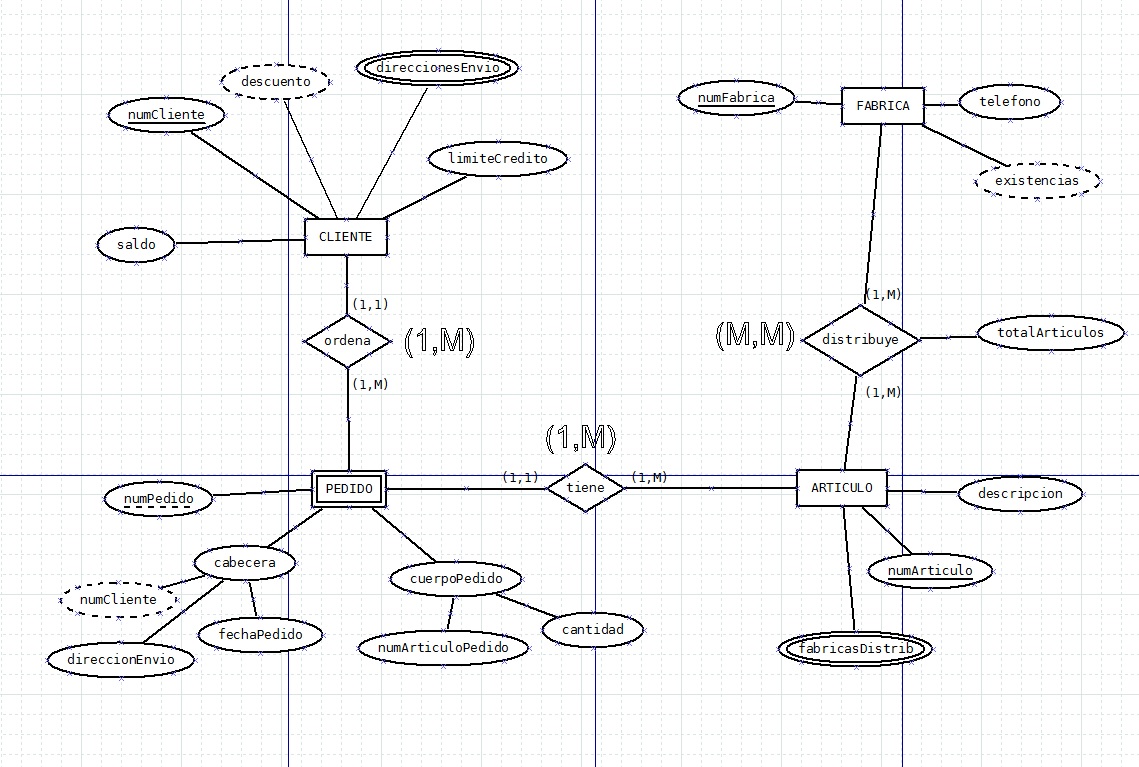 direccionesEnvio
descuento
numCliente
limiteCredito
CLIENTE
saldo
numFabrica
FABRICA
telefono
existencias
(1,1)
ordena
(1,M)
(1,M)
(1,M)
(M,M)
distribuye
totalArticulos
(1,M)
(1,M)
(1,1)
tiene
(1,M)
numPedido
PEDIDO
ARTICULO
descripcion
cabecera
cuerpoPedido
numArticulo
numCliente
fechaPedido
cantidad
direccionEnvio
numArticuloPedido
fabricasDistrib